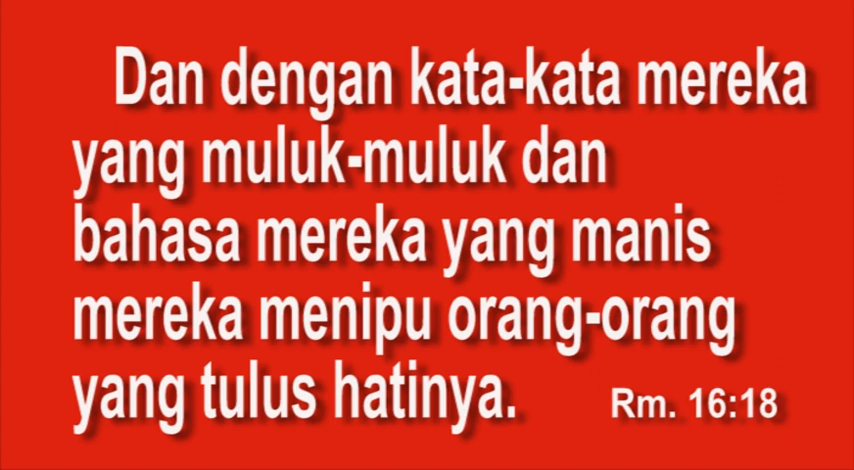 Dan dengan kata-kata mereka
yang muluk-muluk dan
bahasa mereka yang manis
mereka menipu orang-orang
yang tulus hatinya. Rm. 16:18